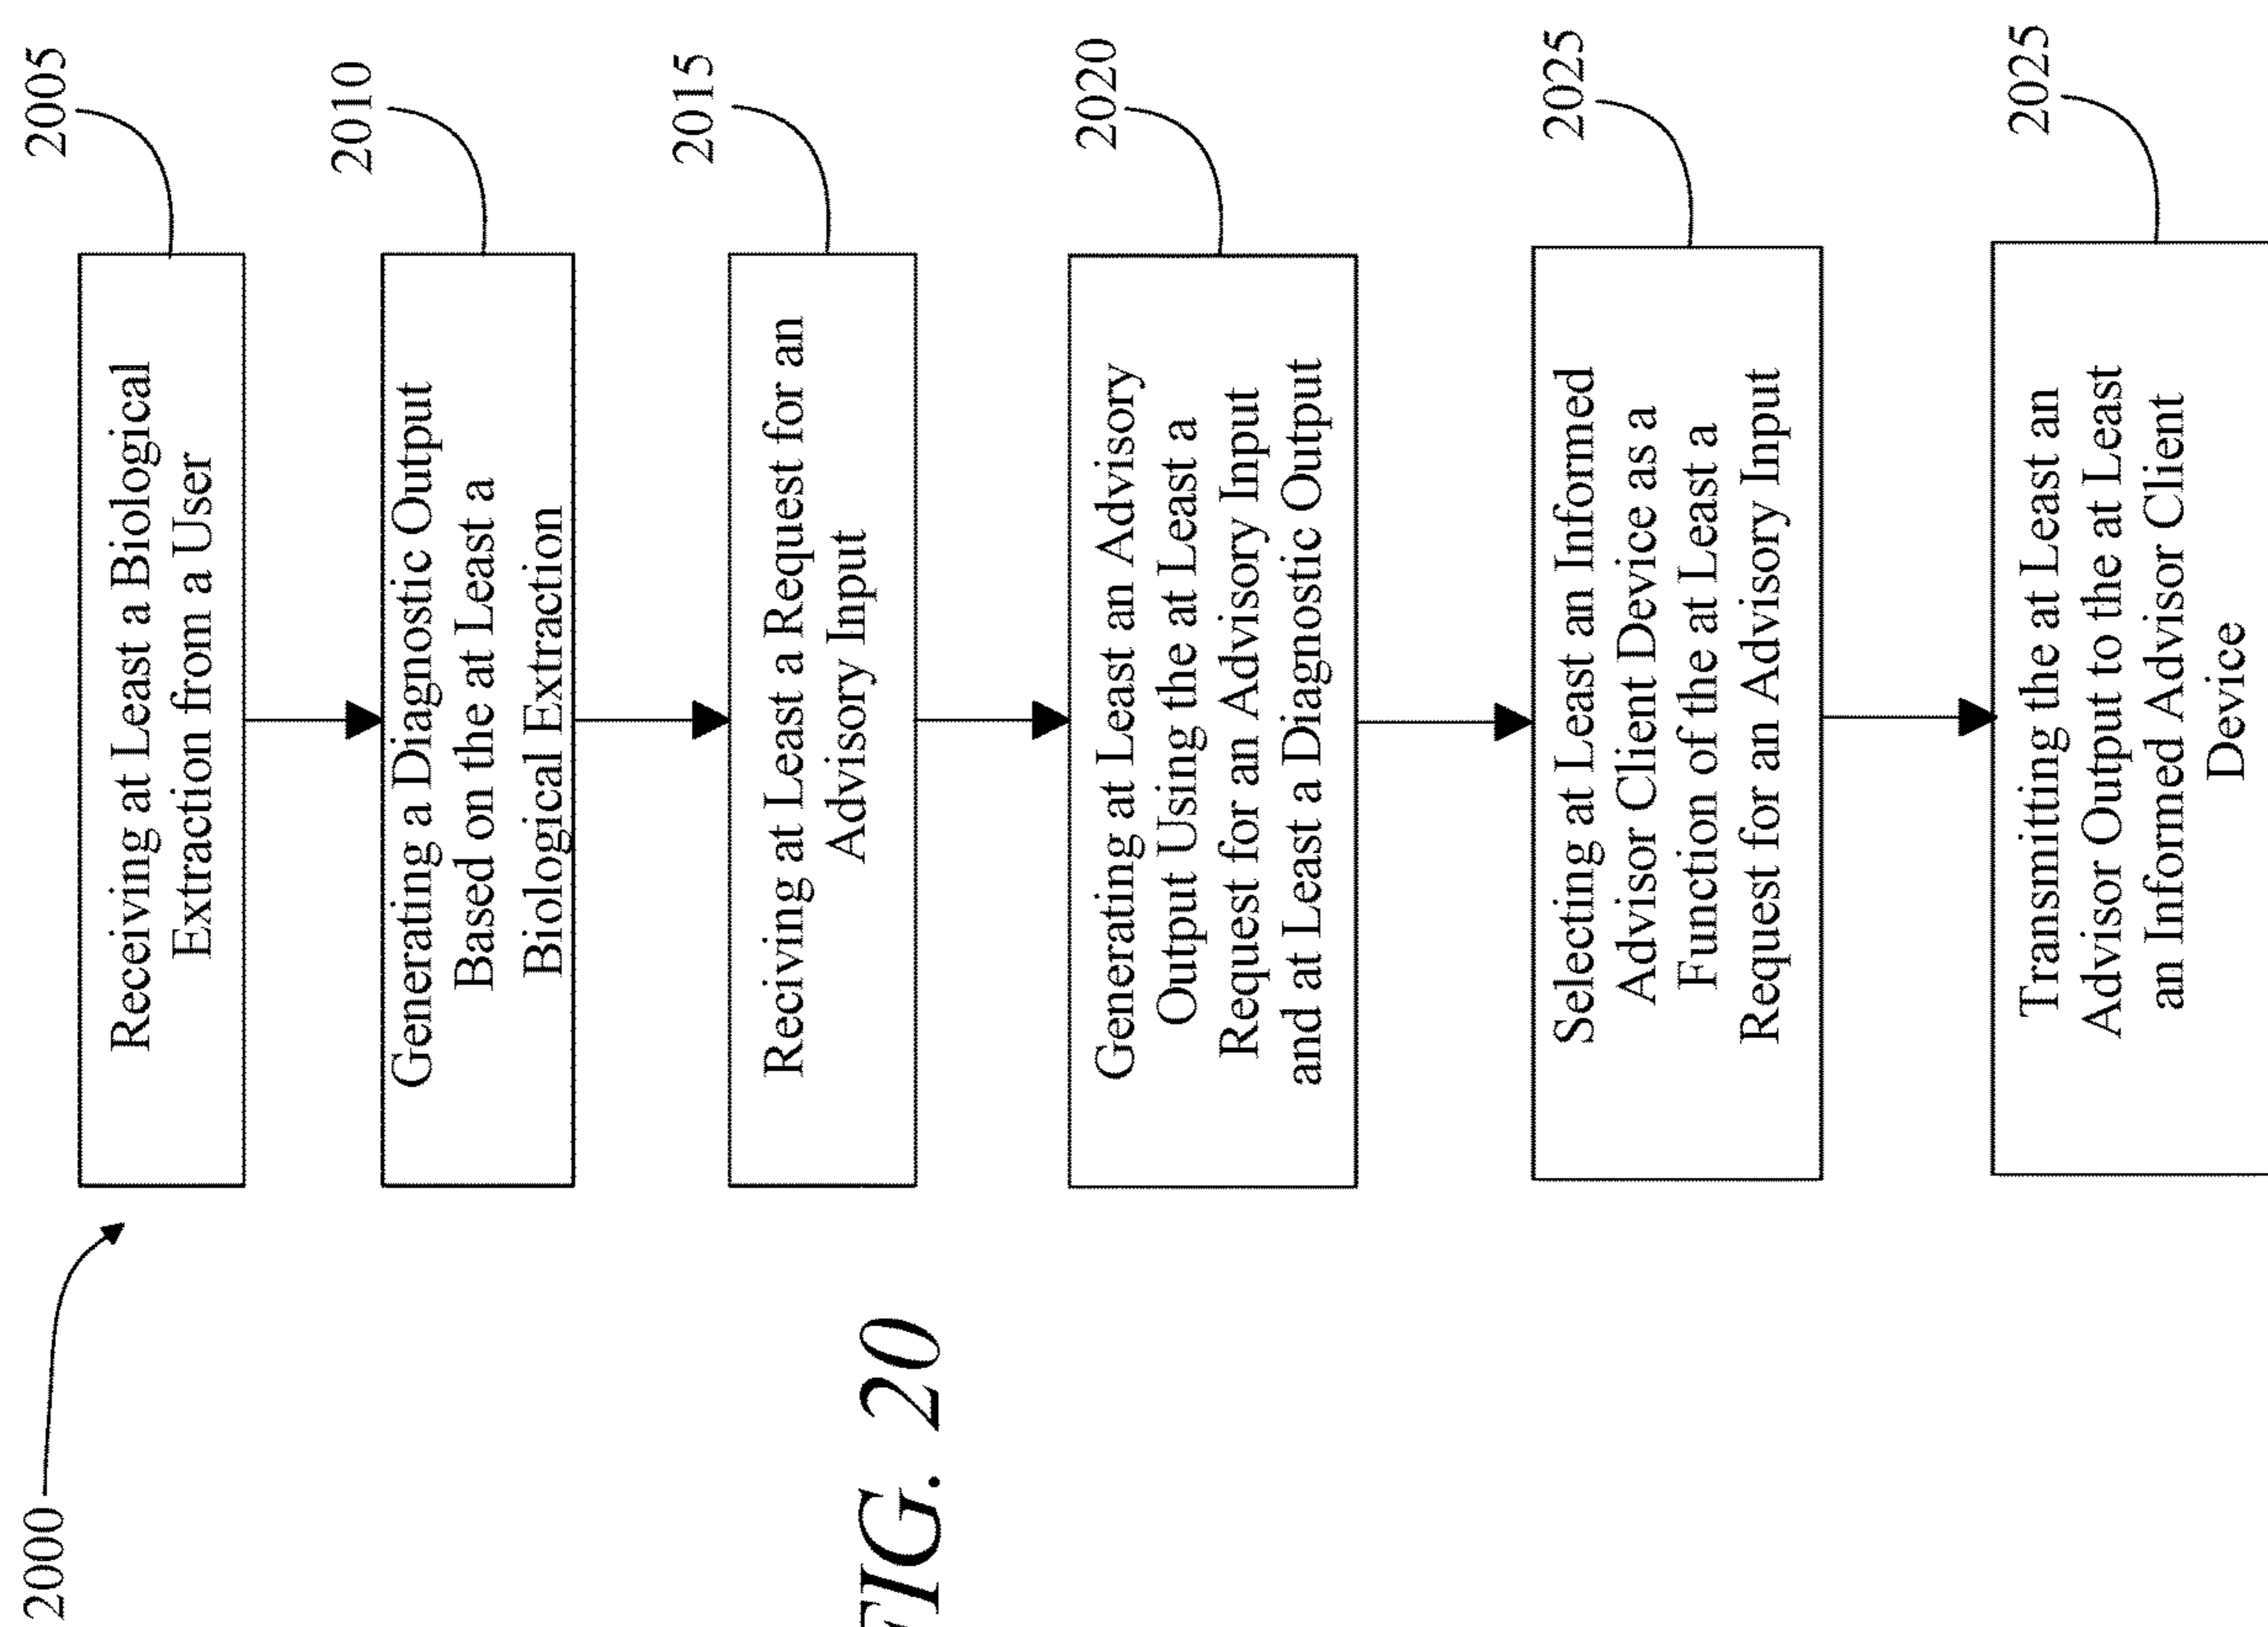 2000
2005
Receiving at Least a Biological
Extraction from a User
2010
Generating a Diagnostic Output
Based on the at Least a
Biological Extraction
2015
Reciving at Least a Request for an
Advisory Input
2020
Generating at Least an Advisory
Output Using the at Least a
Request for an Advisory Input
and at Least a Diagnostic Output
2025
Selecting at Least an Informed
Advisor Client Device as a
Function of the at Least a
Request for an Advisory Input
2025
Transmitting the at Least an
Advisor Output to the at Least
an Informed Advisor Client
Device
FIG. 20